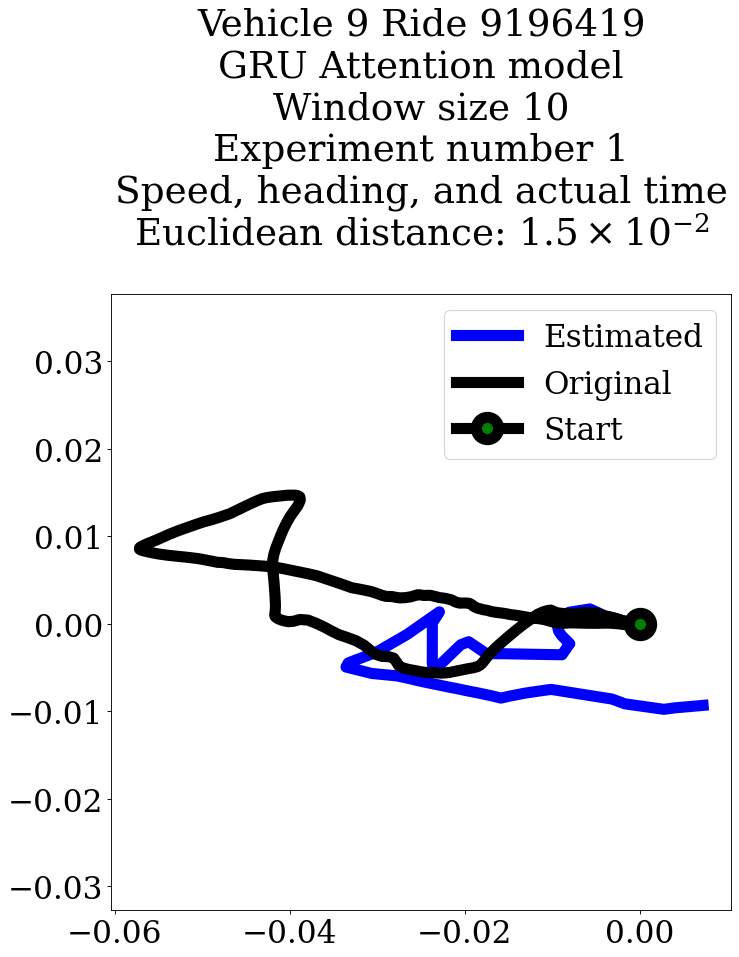 Vehicle 9 Ride 9196419
GRU Attention model
Window size 10
Experiment number 1
Speed, heading, and actual time
Euclidean distance: 1.5 × 10⁻²
Estimated
Original
Start
0.03
0.02
0.01
0.00
−0.01
−0.02
−0.03
−0.06 −0.04 −0.02 0.00